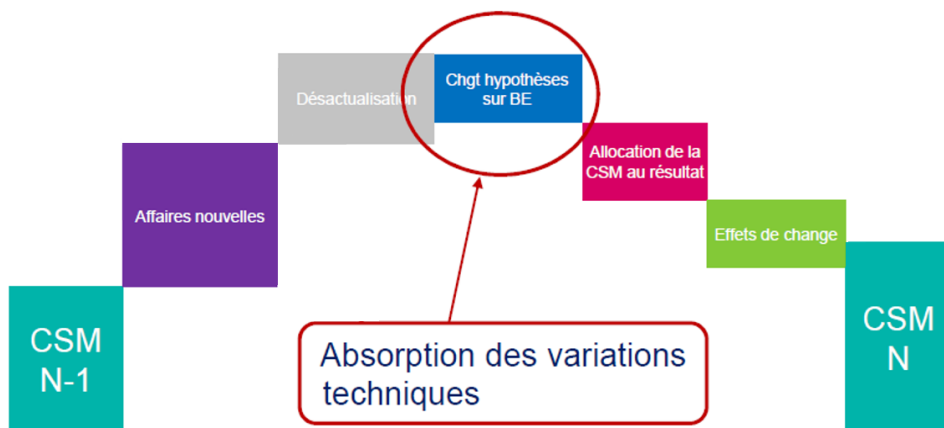 Chgt hypothèses
sur BE
Désactualisation
Allocation de la
CSM au résultat
Affaires nouvelles
Effets de change
CSM
N-1
CSM
N
Absorption des variations
techniques